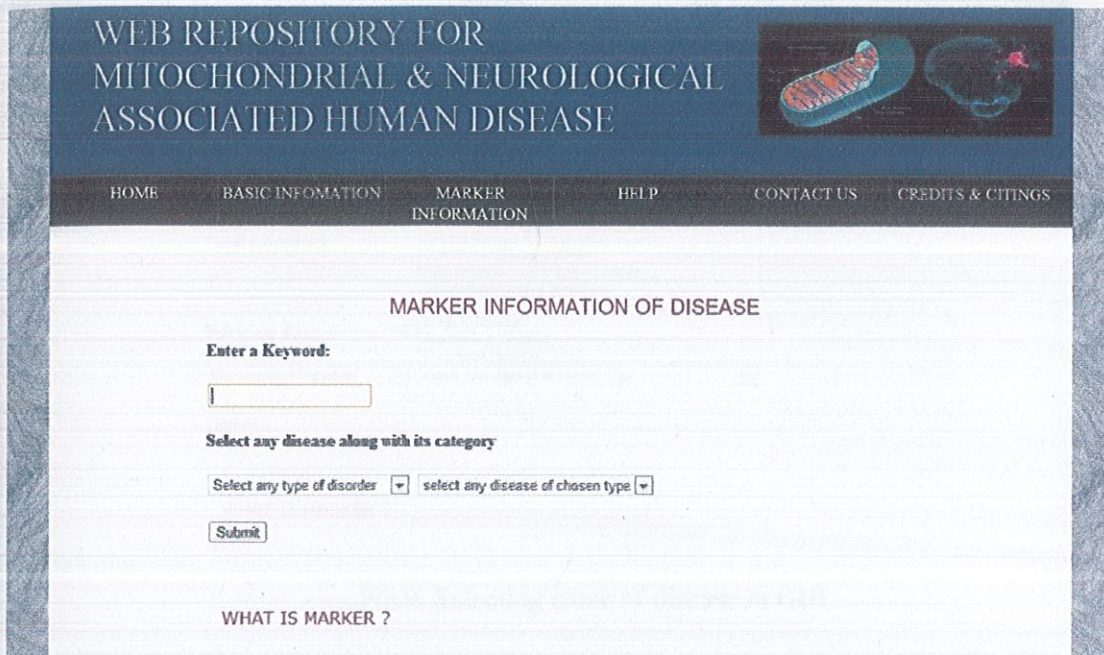 WEB REPOSITORY FOR
MITOCHONDRIAL & NEUROLOGICAL
ASSOCIATED HUMAN DISEASE
HOME BASIC INFOMATION MARKER INFORMATION HELP CONTACT US CREDITS & CITINGS
MARKER INFORMATION OF DISEASE
Enter a Keyword:
Select any disease along with its category
Select any type of disorder select any disease of chosen type
Submit
WHAT IS MARKER ?